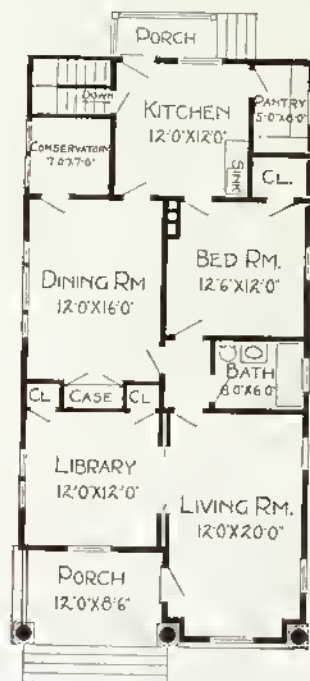 PORCH
KITCHEN
12'-0"X12'-0"
DOWN
PANTRY
5'-0"X8'-0"
CONSERVATORY
7'-0"X7'-0"
SINK
CL.
DINING RM
12'-0"X16'-0"
BED RM.
12'-6"X12'-0"
BATH
8'-0"X6'-0"
CL
CASE
CL
LIBRARY
12'-0"X12'-0"
LIVING RM.
12'-0"X20'-0"
PORCH
12'-0"X8'-6"